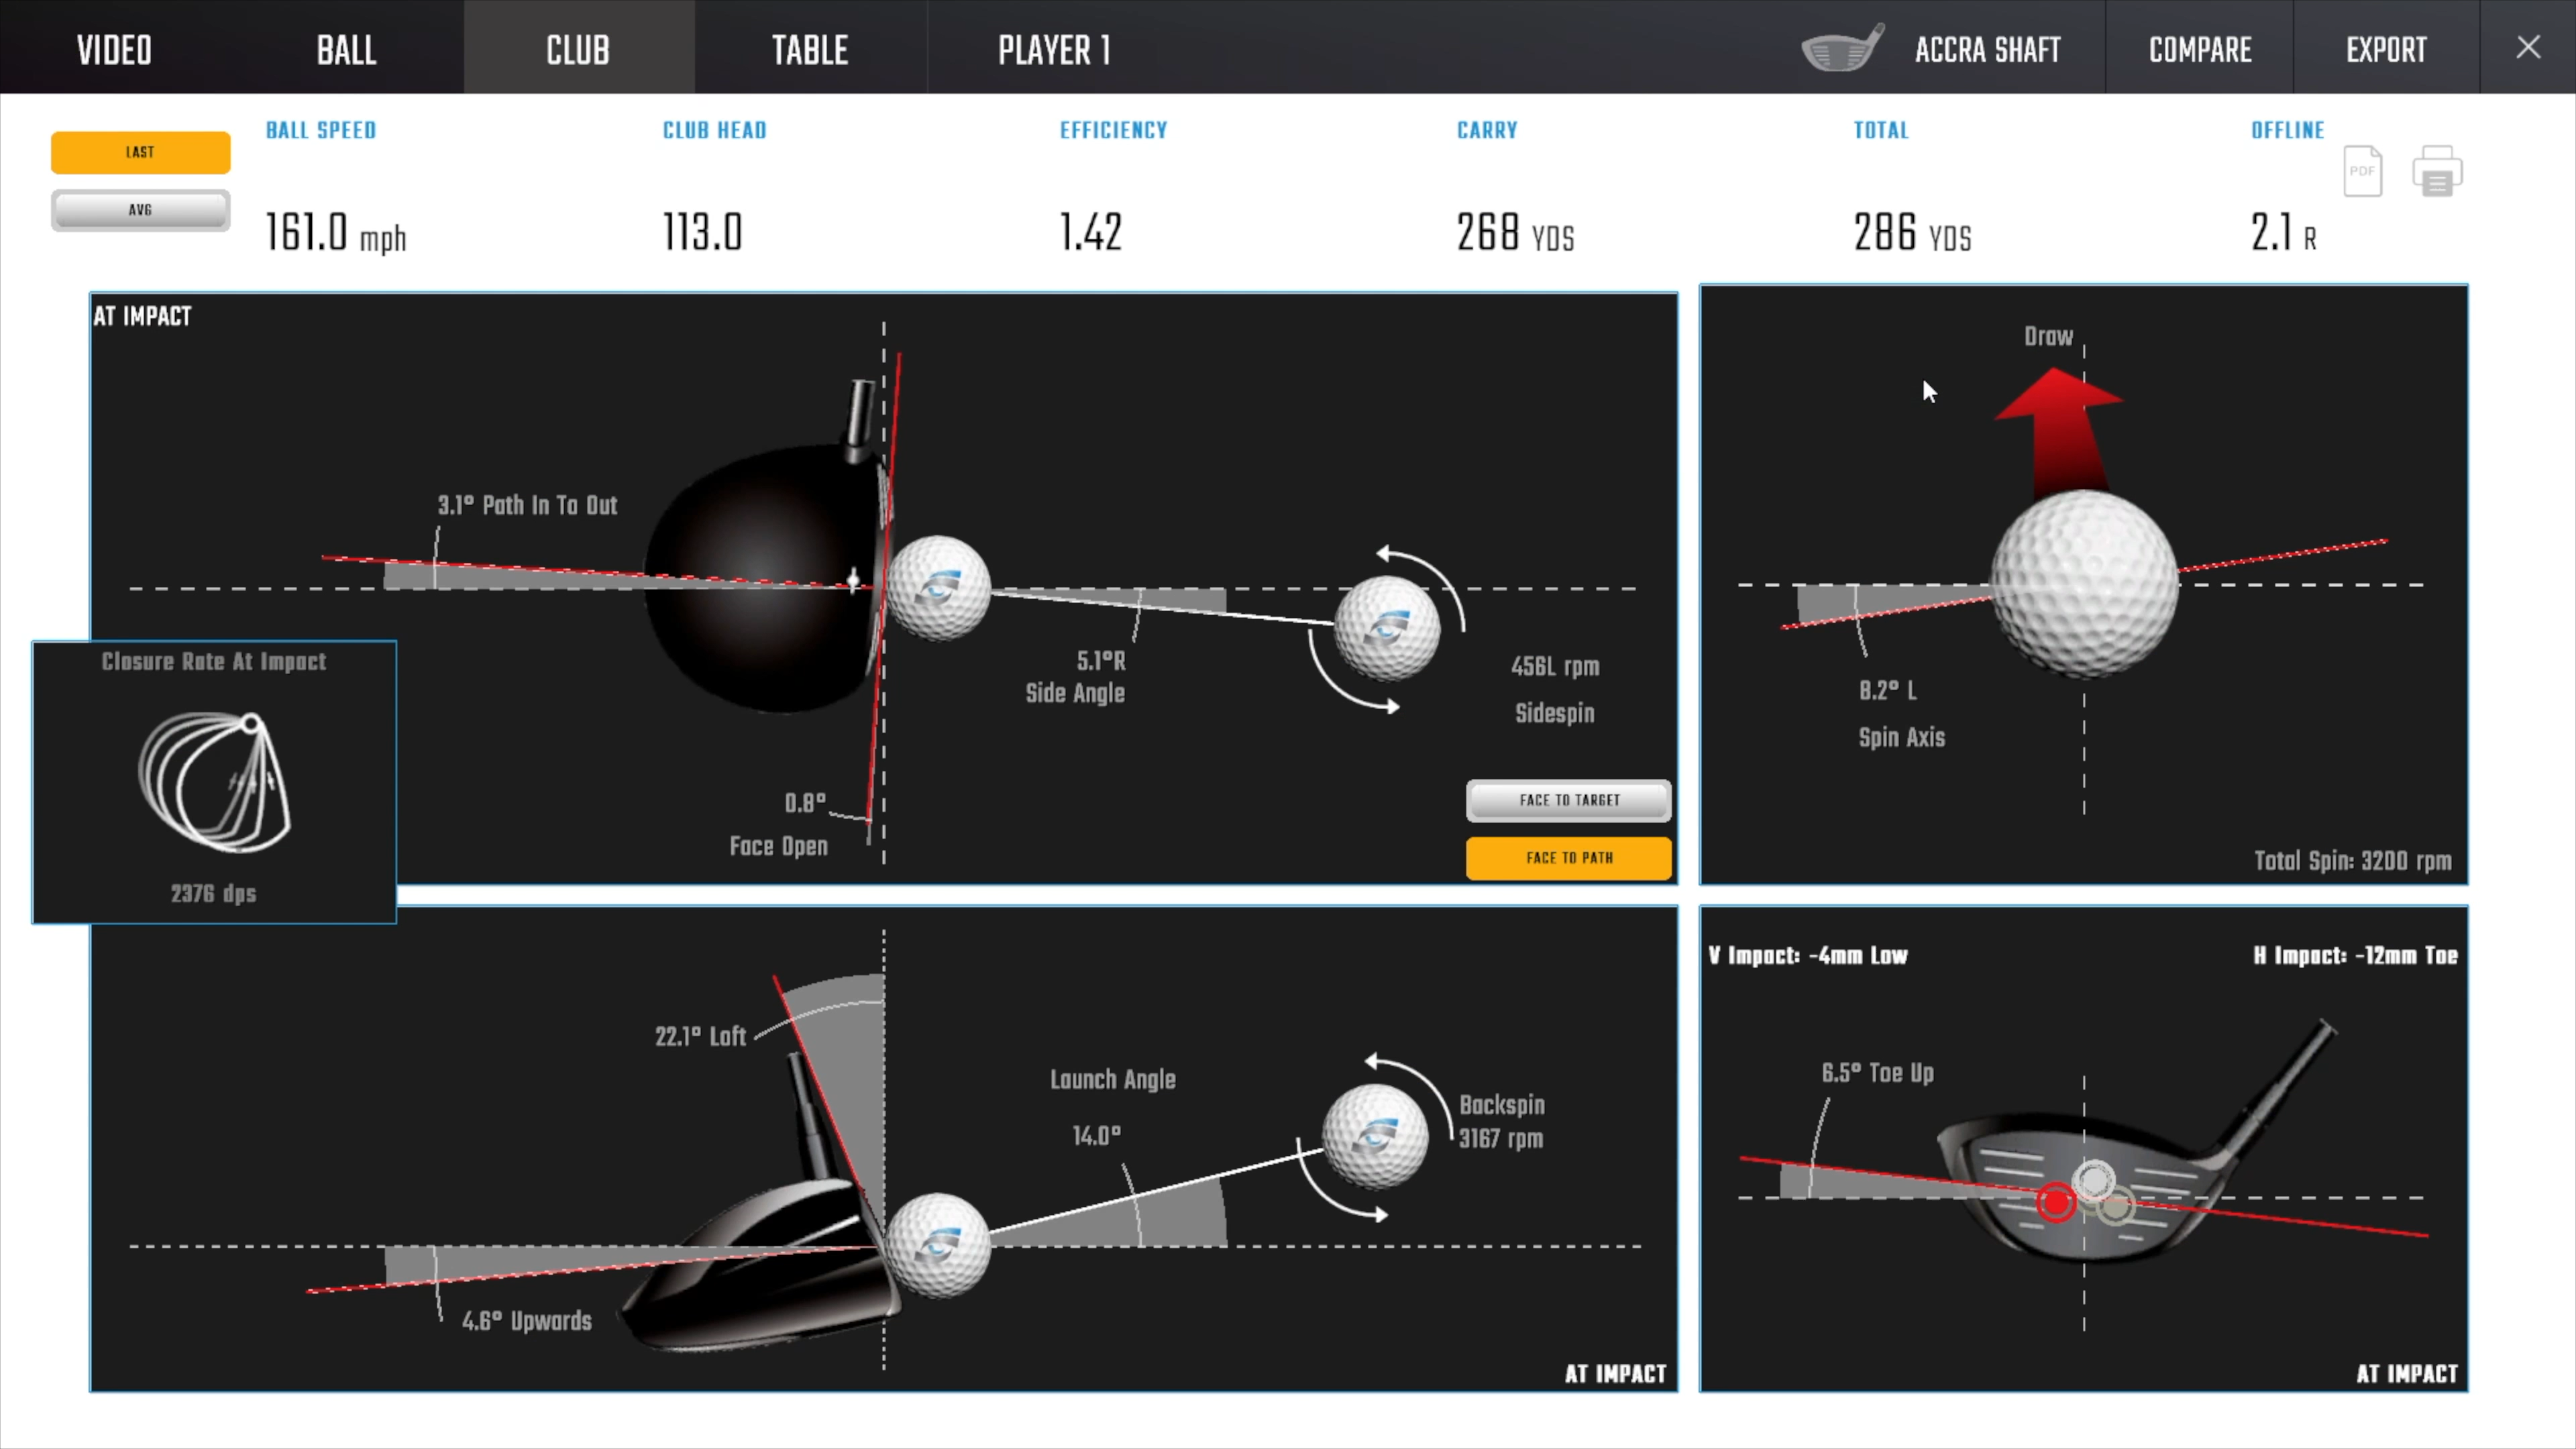 VIDEO
BALL
CLUB
TABLE
PLAYER 1
ACCRA SHAFT
COMPARE
EXPORT
LAST
AVG
BALL SPEED
CLUB HEAD
EFFICIENCY
CARRY
TOTAL
OFFLINE
PDF
161.0 mph
113.0
1.42
268 YDS
286 YDS
2.1 R
AT IMPACT
3.1° Path In To Out
5.1°R
Side Angle
456L rpm
Sidespin
0.8°
Face Open
FACE TO TARGET
FACE TO PATH
Closure Rate At Impact
2376 dps
Draw
8.2° L
Spin Axis
Total Spin: 3200 rpm
22.1° Loft
Launch Angle
14.0°
Backspin
3167 rpm
4.6° Upwards
AT IMPACT
V Impact: -4mm Low
H Impact: -12mm Toe
6.5° Toe Up
AT IMPACT